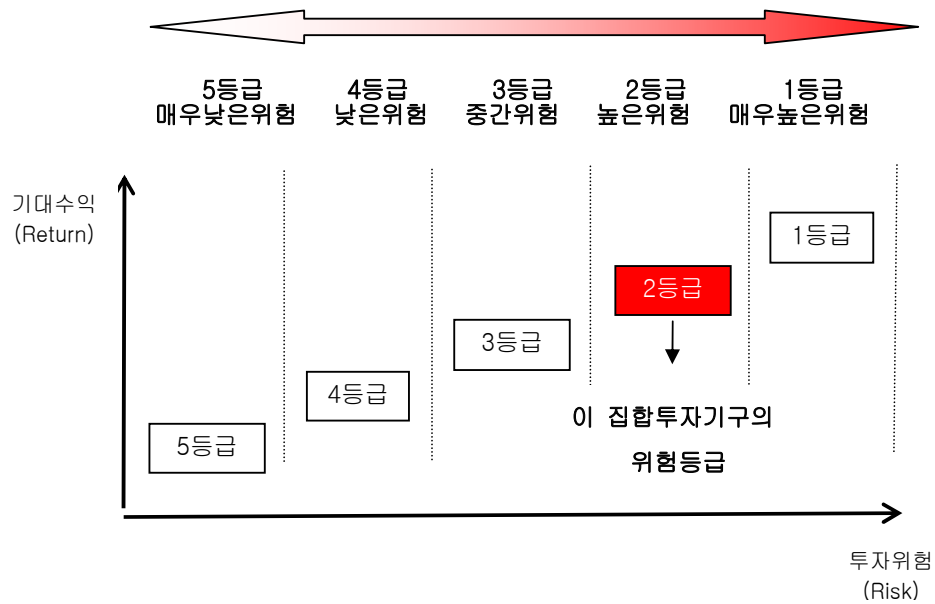 5등급 4등급 3등급 2등급 1등급
매우낮은위험 낮은위험 중간위험 높은위험 매우높은위험
기대수익
(Return)
1등급
2등급
3등급
4등급
5등급
이 집합투자기구의
위험등급
투자위험
(Risk)